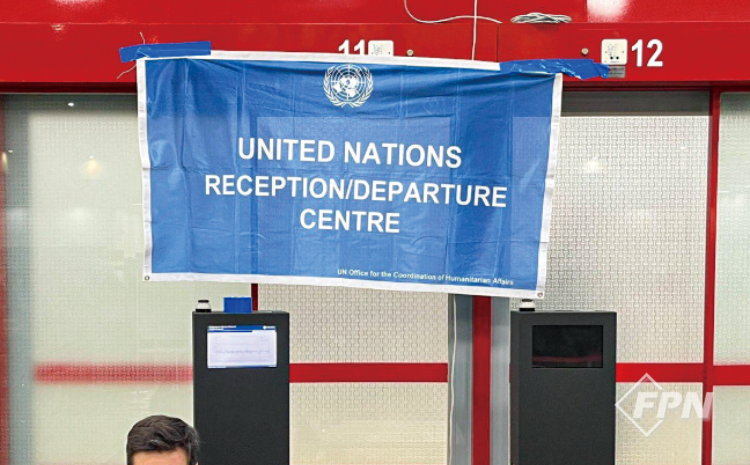 11
12
UNITED NATIONS
RECEPTION/DEPARTURE
CENTRE
UN Office for the Coordination of Humanitarian Affairs
FPN